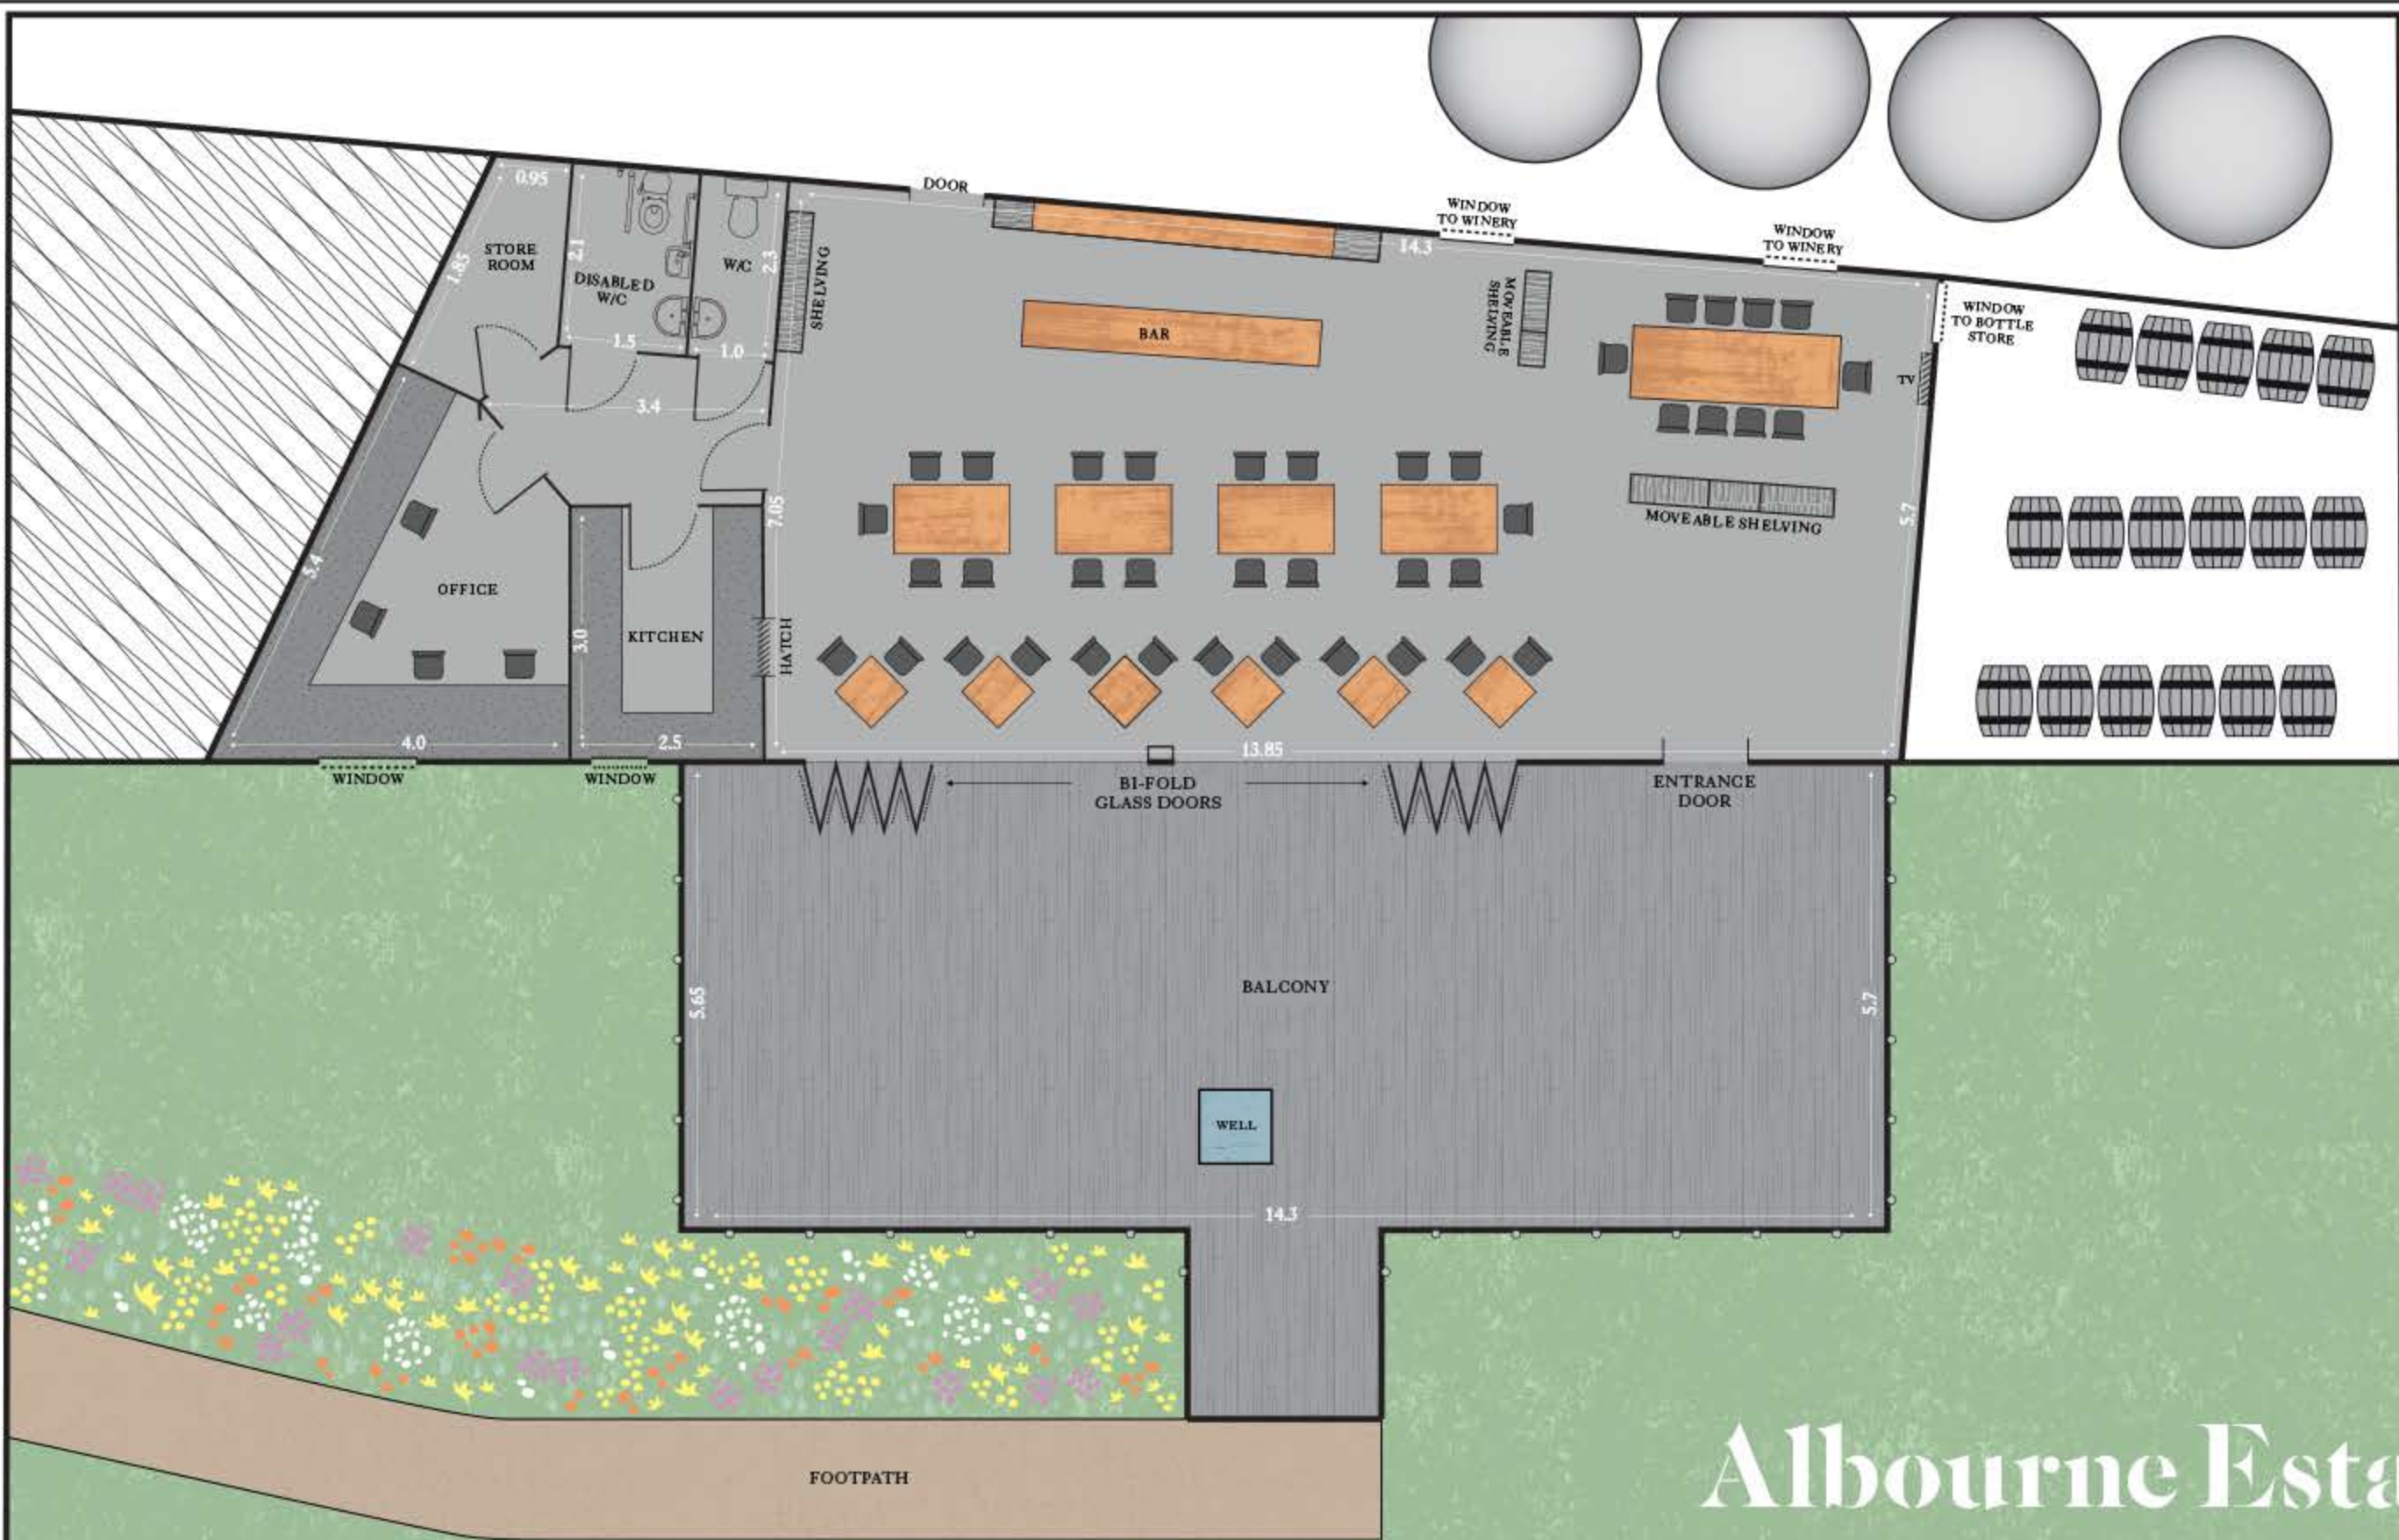 0.95
STORE
ROOM
1.85
2.1
DISABLED
W/C
1.5
W/C
2.3
1.0
SHELVING
DOOR
14.3
WINDOW
TO WINERY
WINDOW
TO WINERY
BAR
MOVEABLE
SHELVING
WINDOW
TO BOTTLE
STORE
TV
3.4
7.05
MOVEABLE SHELVING
5.7
5.4
OFFICE
3.0
KITCHEN
HATCH
4.0
2.5
13.85
WINDOW
WINDOW
BI-FOLD
GLASS DOORS
ENTRANCE
DOOR
5.65
BALCONY
5.7
WELL
14.3
FOOTPATH
Albourne Esta